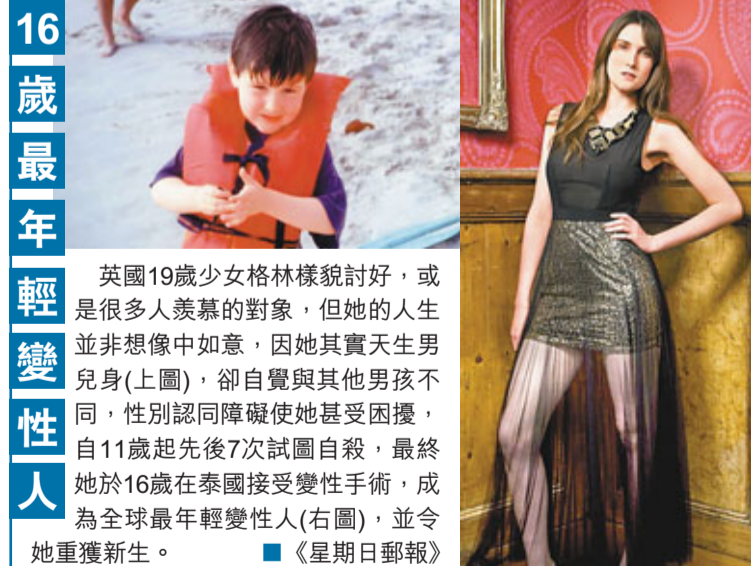 16歲最年輕變性人
英國19歲少女格林樣貌討好，或
是很多人羨慕的對象，但她的人生
並非想像中如意，因她其實天生男
兒身(上圖)，卻自覺與其他男孩不
同，性別認同障礙使她甚受困擾，
自11歲起先後7次試圖自殺，最終
她於16歲在泰國接受變性手術，成
為全球最年輕變性人(右圖)，並令
她重獲新生。 ■《星期日郵報》